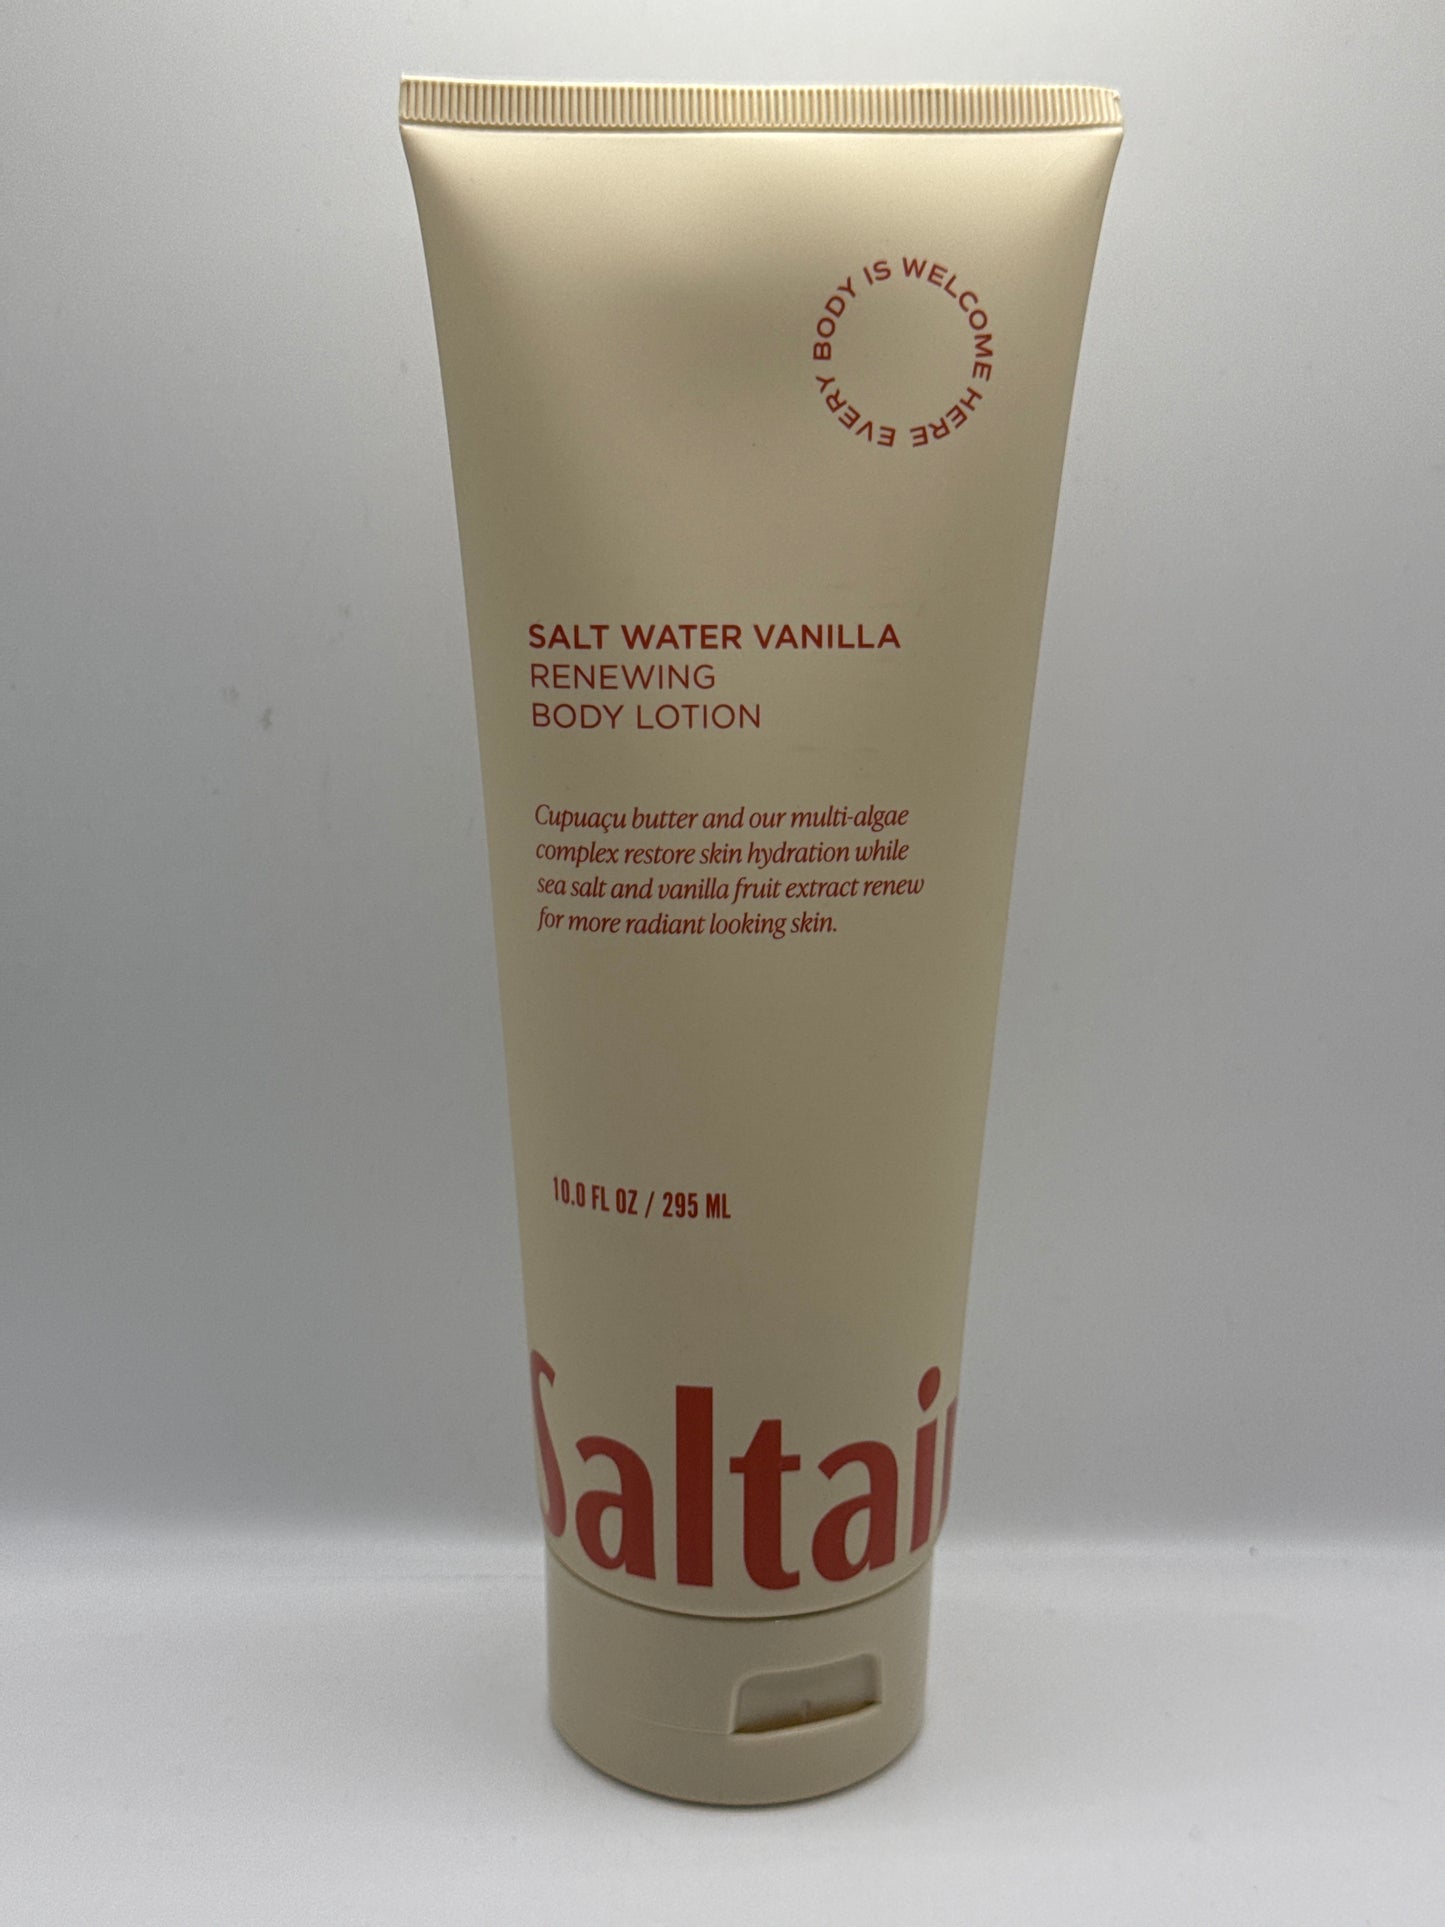 EVERY BODY IS WELCOME HERE
SALT WATER VANILLA
RENEWING
BODY LOTION
Cupuaçu butter and our multi-algae
complex restore skin hydration while
sea salt and vanilla fruit extract renew
for more radiant looking skin.
10.0 FL OZ / 295 ML
Saltair